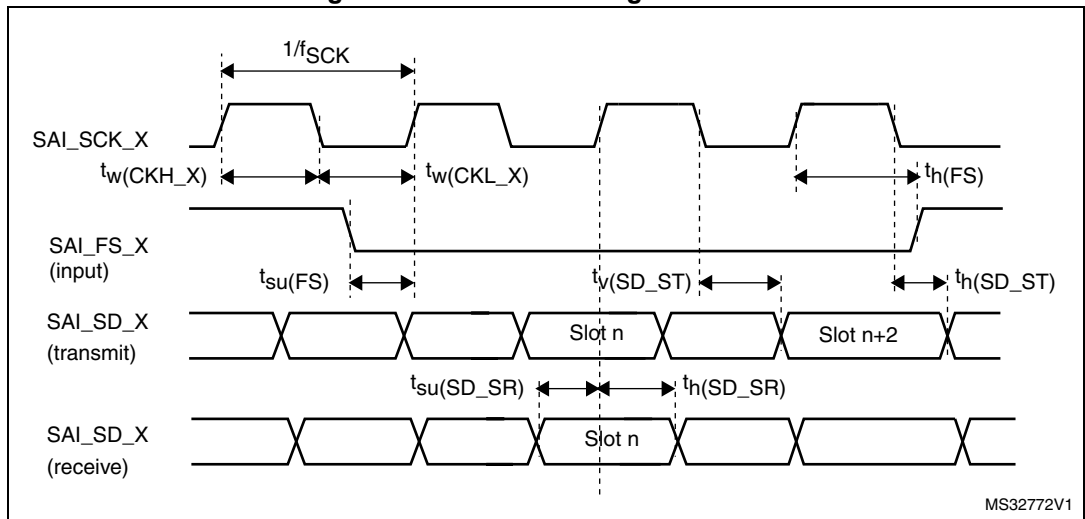 1/fSCK
SAI_SCK_X
tw(CKH_X)
tw(CKL_X)
th(FS)
SAI_FS_X
(input)
tsu(FS)
tv(SD_ST)
th(SD_ST)
SAI_SD_X
(transmit)
Slot n
Slot n+2
tsu(SD_SR)
th(SD_SR)
SAI_SD_X
(receive)
Slot n
MS32772V1